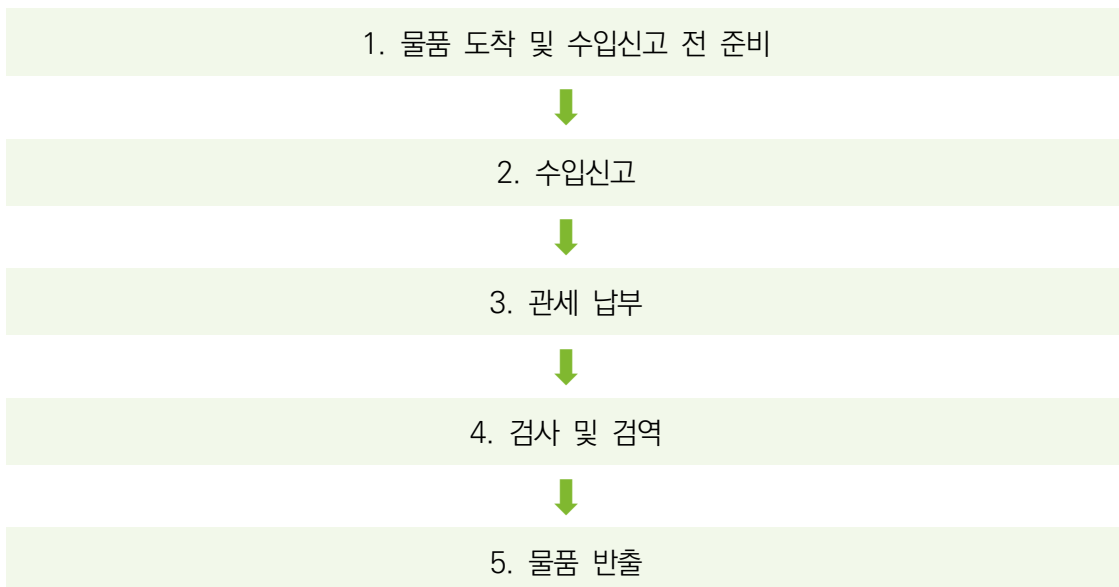 1. 물품 도착 및 수입신고 전 준비
2. 수입신고
3. 관세 납부
4. 검사 및 검역
5. 물품 반출